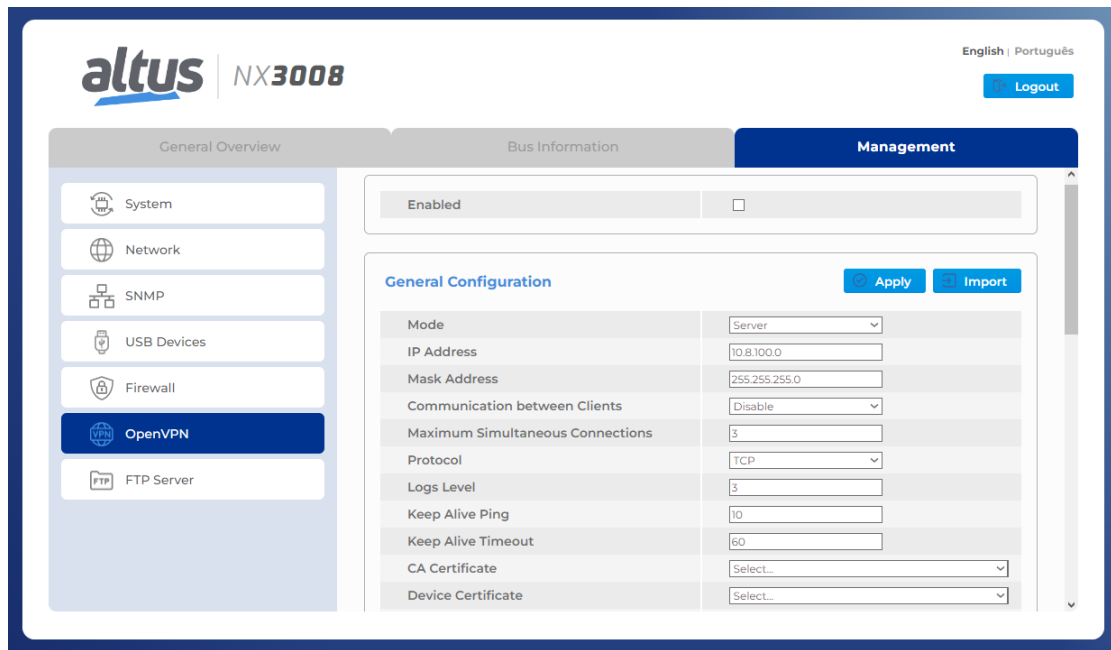 altus NX3008
English | Português
Logout
General Overview Bus Information Management
System
Network
SNMP
USB Devices
Firewall
VPN OpenVPN
FTP FTP Server
Enabled
General Configuration Apply Import
Mode Server
IP Address 10.8.100.0
Mask Address 255.255.255.0
Communication between Clients Disable
Maximum Simultaneous Connections 3
Protocol TCP
Logs Level 3
Keep Alive Ping 10
Keep Alive Timeout 60
CA Certificate Select...
Device Certificate Select...